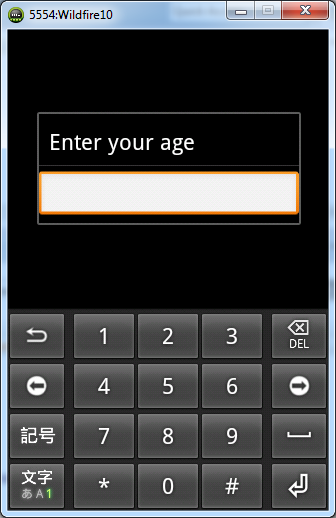 5554:Wildfire10
Enter your age
1 2 3 DEL
4 5 6
記号 7 8 9
文字 あA1 * 0 #